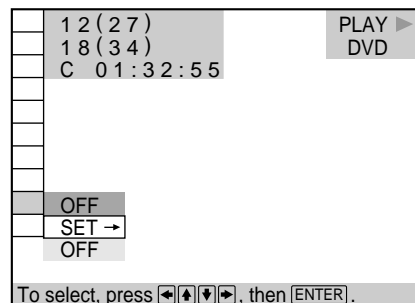 12(27)
18(34)
C 01:32:55
PLAY ▶
DVD
OFF
SET →
OFF
To select, press ←↑↓→, then ENTER.